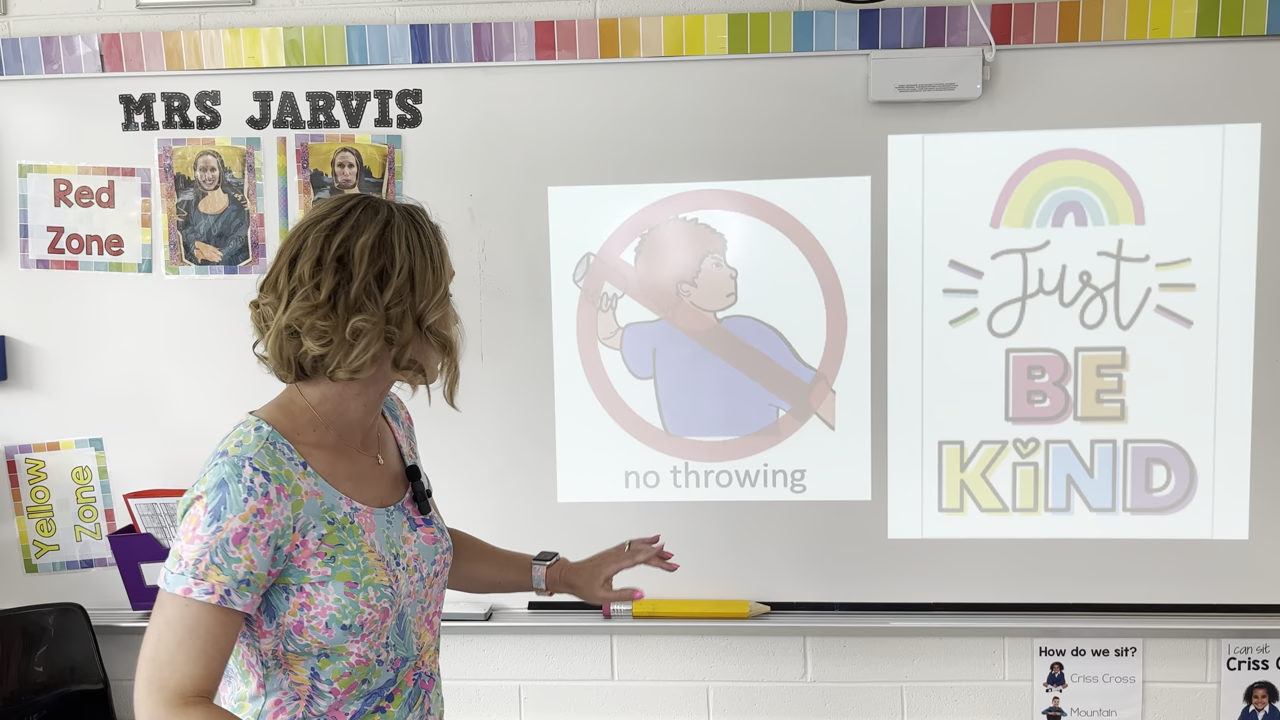 MRS JARVIS
Red
Zone
Just
BE
KiND
no throwing
Yellow
Zone
How do we sit?
Criss Cross
Mountain
I can sit
Criss